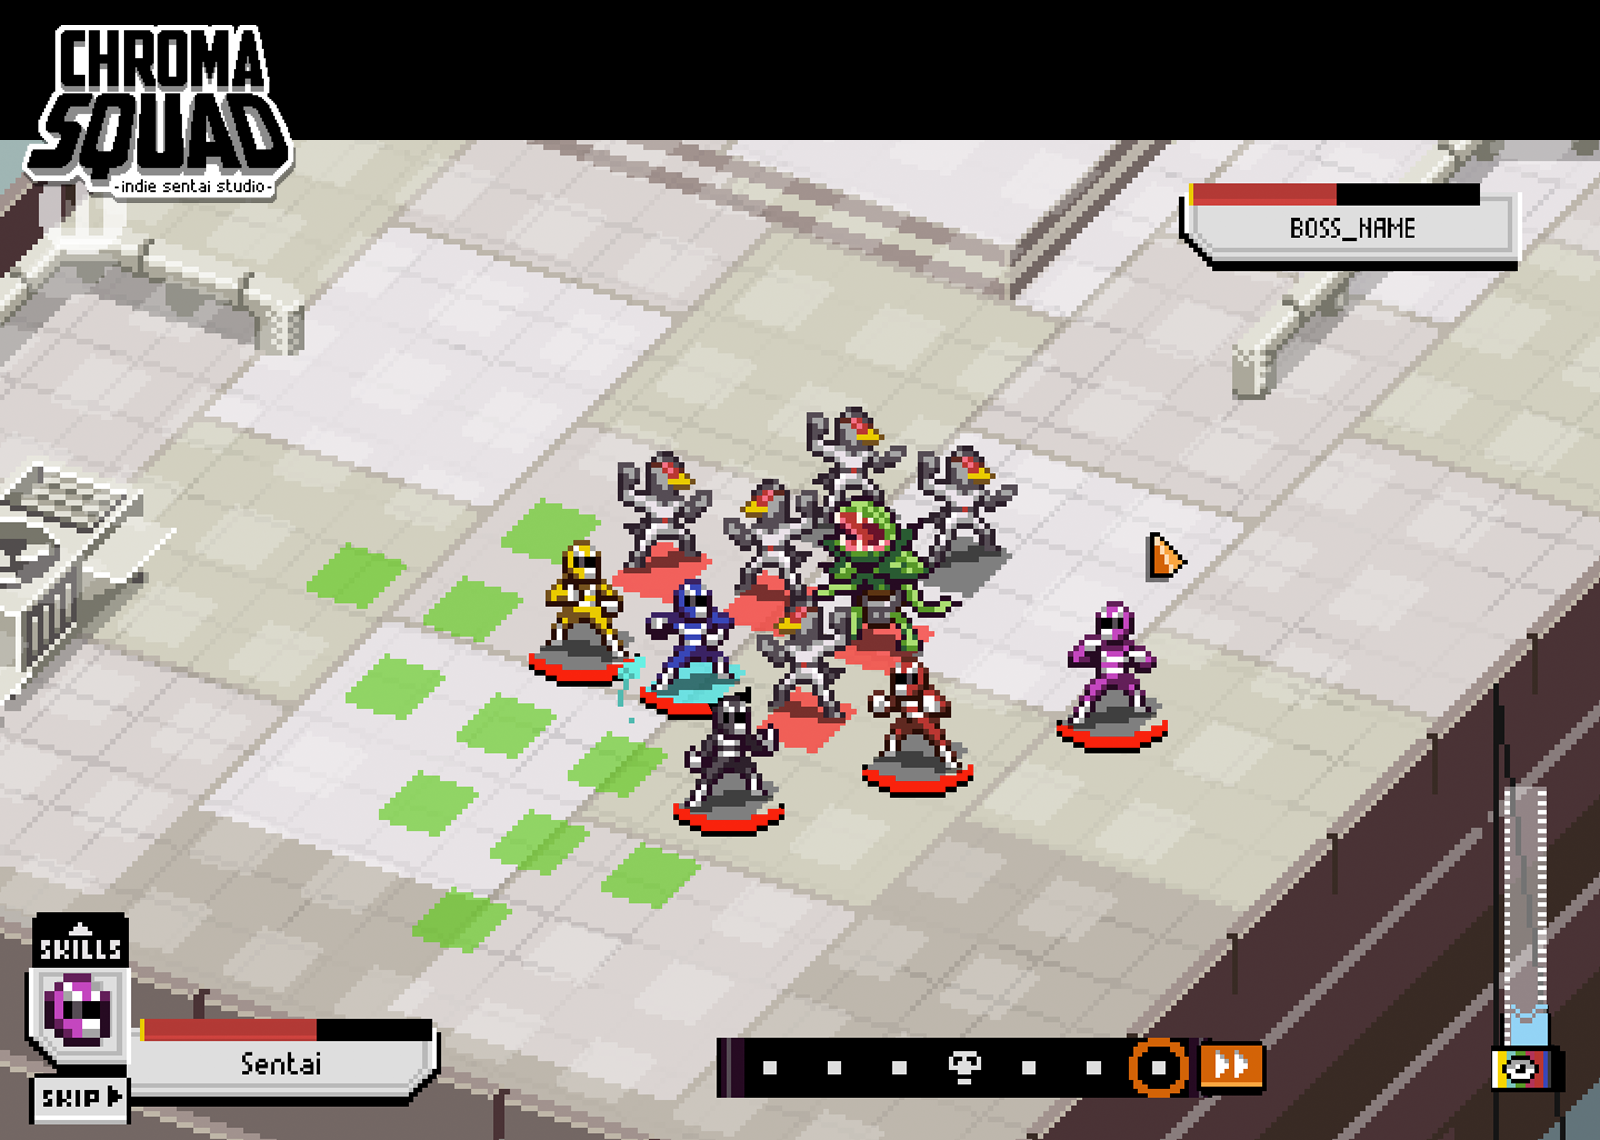 CHROMA
SQUAD
-indie sentai studio-
BOSS_NAME
SKILLS
Sentai
SKIP